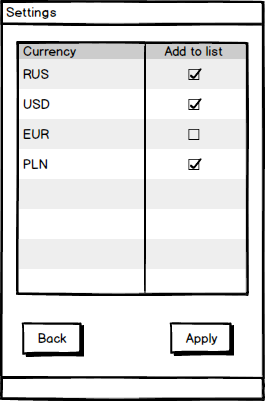 Settings
Currency Add to list
RUS
USD
EUR
PLN
Back Apply